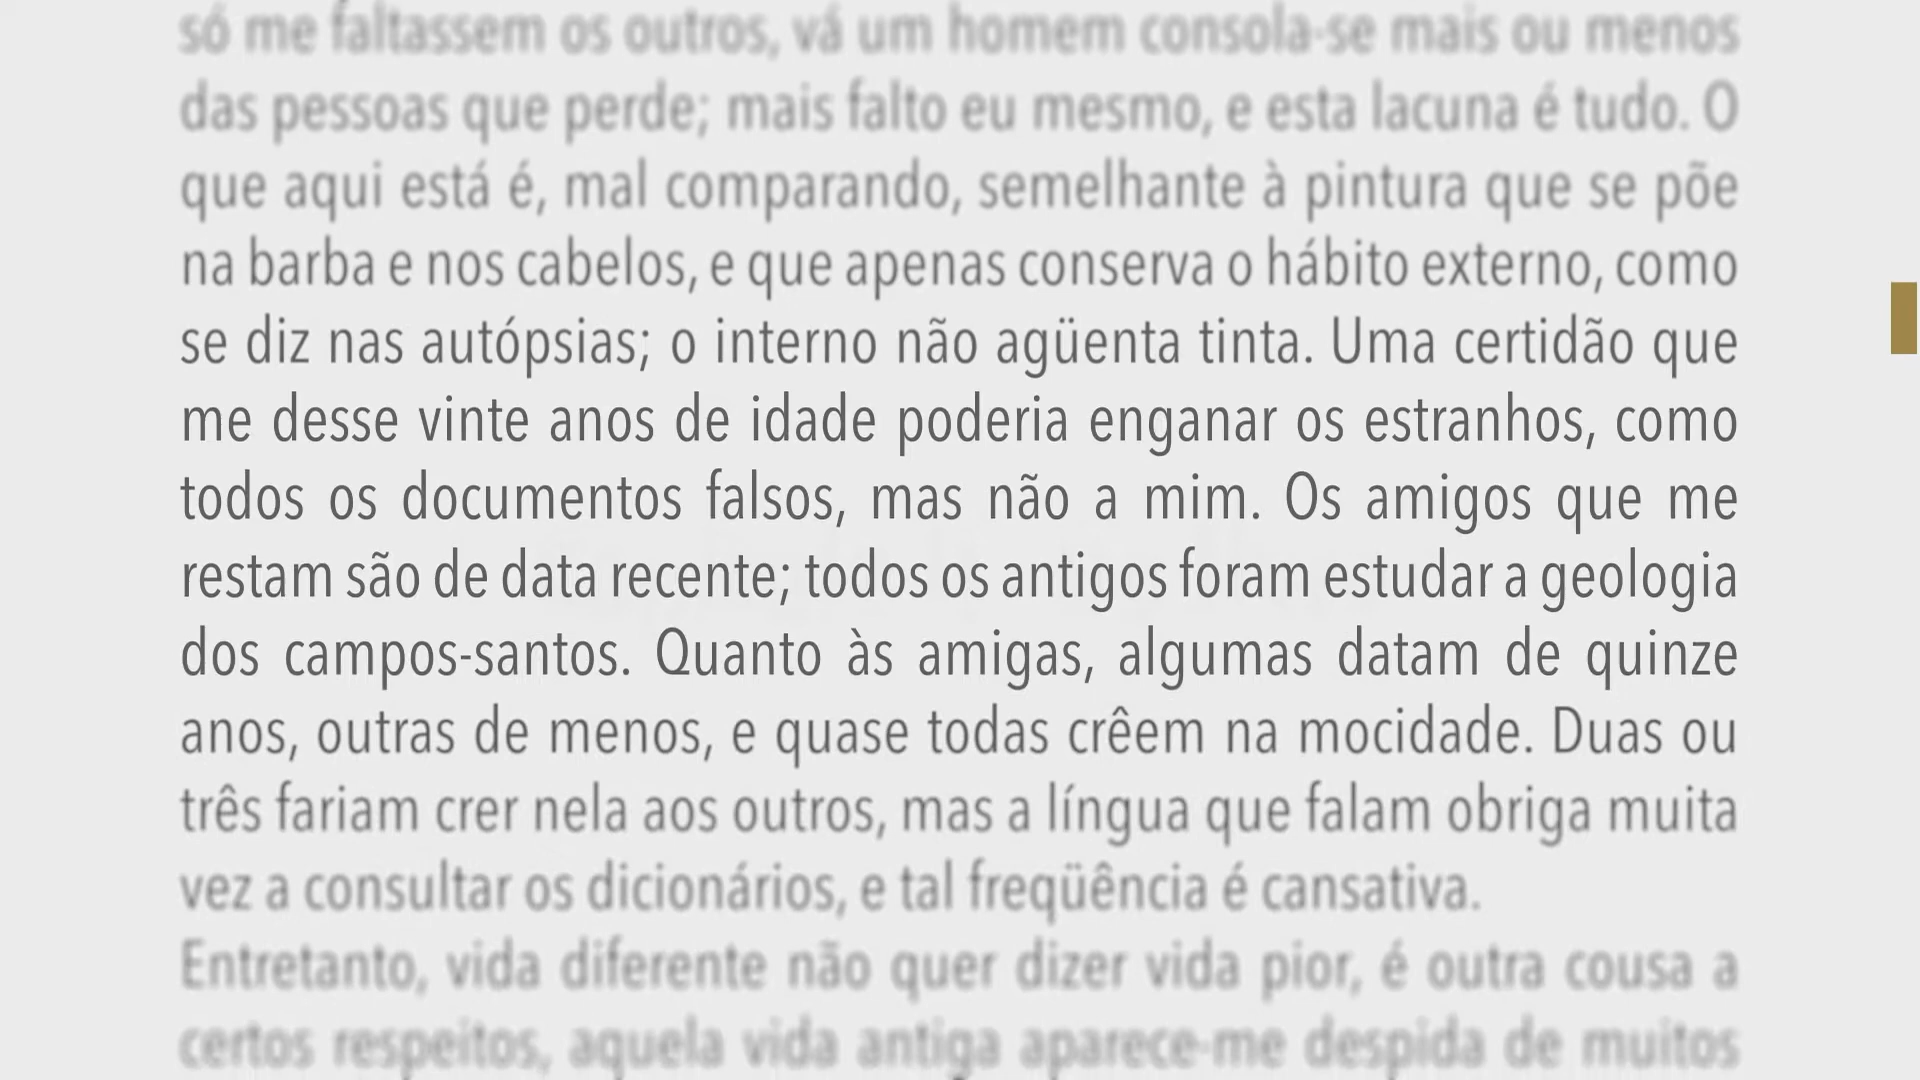 só me faltassem os outros, vá um homem consola-se mais ou menos
das pessoas que perde; mais falto eu mesmo, e esta lacuna é tudo. O
que aqui está é, mal comparando, semelhante à pintura que se põe
na barba e nos cabelos, e que apenas conserva o hábito externo, como
se diz nas autópsias; o interno não agüenta tinta. Uma certidão que
me desse vinte anos de idade poderia enganar os estranhos, como
todos os documentos falsos, mas não a mim. Os amigos que me
restam são de data recente; todos os antigos foram estudar a geologia
dos campos-santos. Quanto às amigas, algumas datam de quinze
anos, outras de menos, e quase todas crêem na mocidade. Duas ou
três fariam crer nela aos outros, mas a língua que falam obriga muita
vez a consultar os dicionários, e tal freqüência é cansativa.
Entretanto, vida diferente não quer dizer vida pior, é outra cousa a
certos respeitos, aquela vida antiga aparece-me despida de muitos